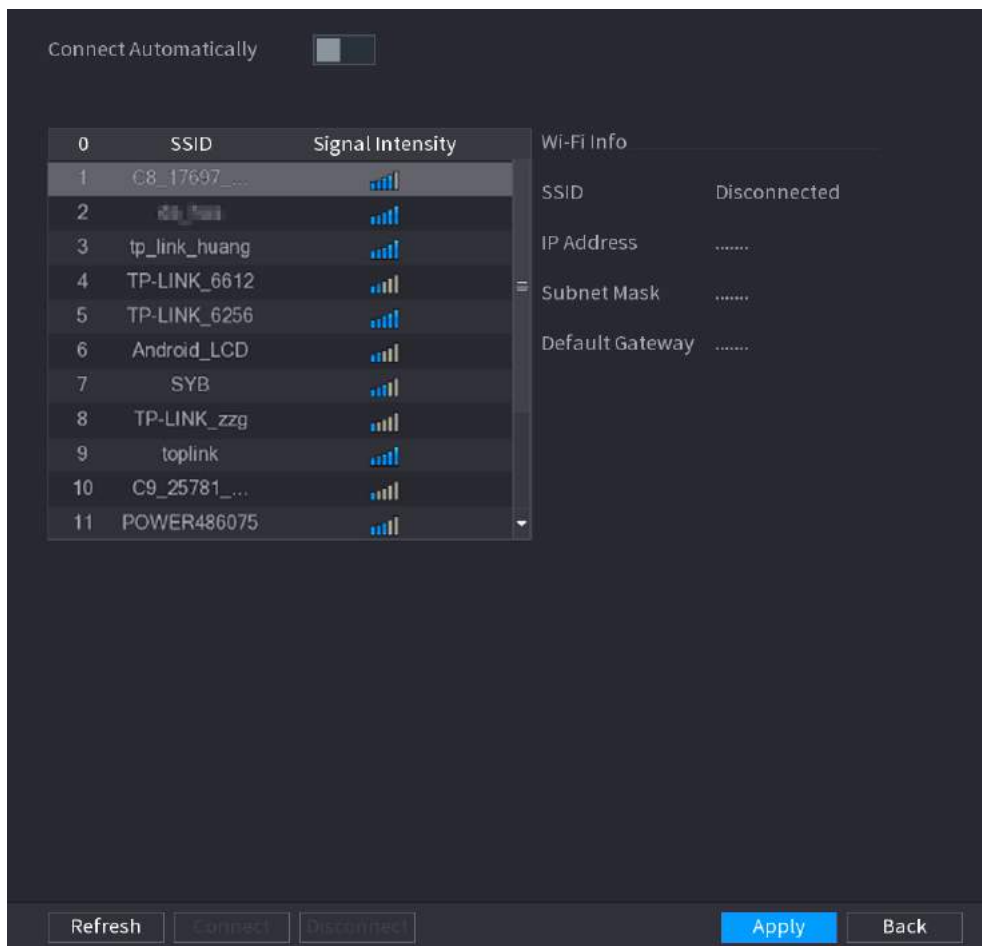 Connect Automatically
0 SSID Signal Intensity
1 C8_17697_...
2
3 tp_link_huang
4 TP-LINK_6612
5 TP-LINK_6256
6 Android_LCD
7 SYB
8 TP-LINK_zzg
9 toplink
10 C9_25781_...
11 POWER486075
Wi-Fi Info
SSID Disconnected
IP Address .......
Subnet Mask .......
Default Gateway .......
Refresh Connect Disconnect Apply Back